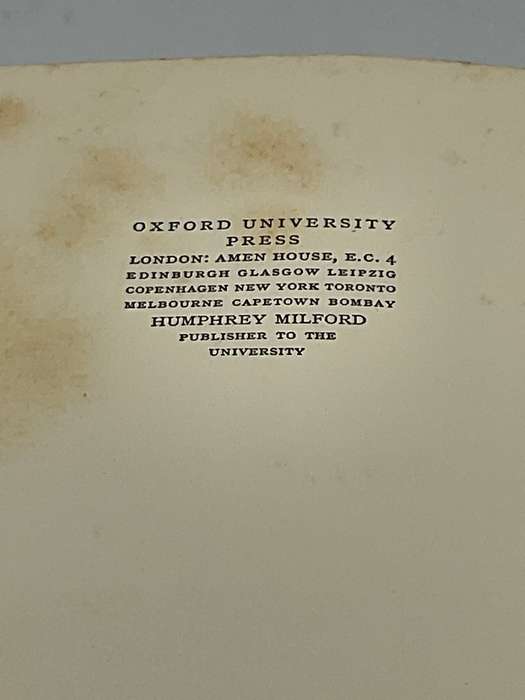 OXFORD UNIVERSITY
PRESS
LONDON: AMEN HOUSE, E.C. 4
EDINBURGH GLASGOW LEIPZIG
COPENHAGEN NEW YORK TORONTO
MELBOURNE CAPETOWN BOMBAY
HUMPHREY MILFORD
PUBLISHER TO THE
UNIVERSITY